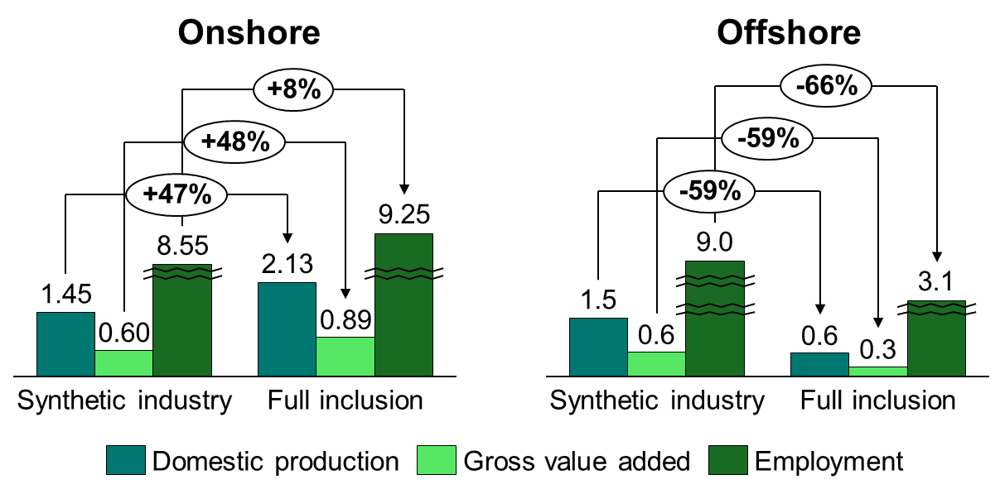 Onshore
Offshore
+8%
+48%
+47%
1.45
0.60
8.55
2.13
0.89
9.25
-66%
-59%
-59%
1.5
0.6
9.0
0.6
0.3
3.1
Synthetic industry
Full inclusion
Synthetic industry
Full inclusion
Domestic production
Gross value added
Employment